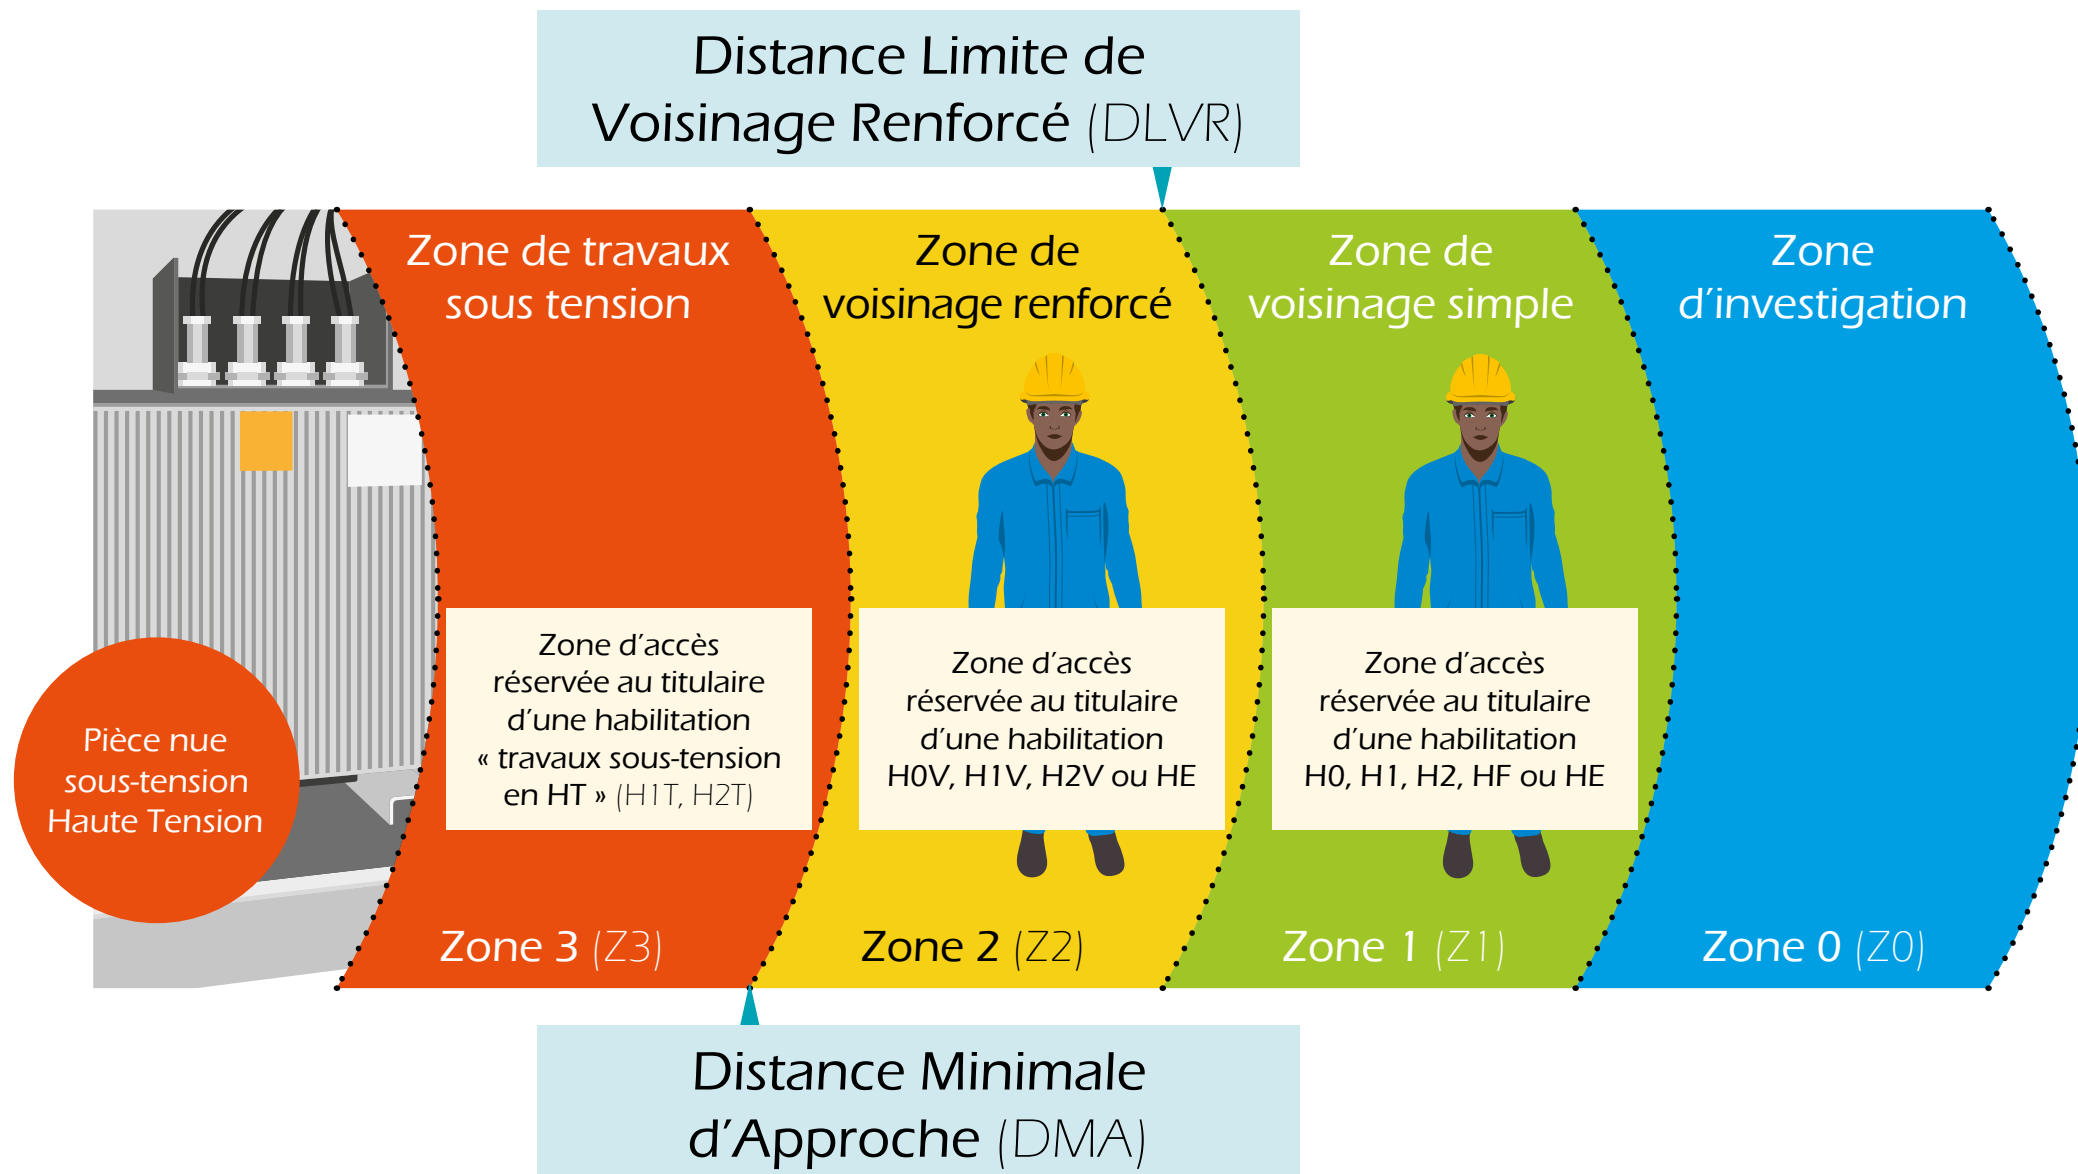 Distance Limite de
Voisinage Renforcé (DLVR)
Zone de travaux
sous tension
Zone de
voisinage renforcé
Zone de
voisinage simple
Zone
d'investigation
Pièce nue
sous-tension
Haute Tension
Zone d'accès
réservée au titulaire
d'une habilitation
« travaux sous-tension
en HT » (H1T, H2T)
Zone d'accès
réservée au titulaire
d'une habilitation
H0V, H1V, H2V ou HE
Zone d'accès
réservée au titulaire
d'une habilitation
H0, H1, H2, HF ou HE
Zone 3 (Z3)
Zone 2 (Z2)
Zone 1 (Z1)
Zone 0 (Z0)
Distance Minimale
d'Approche (DMA)